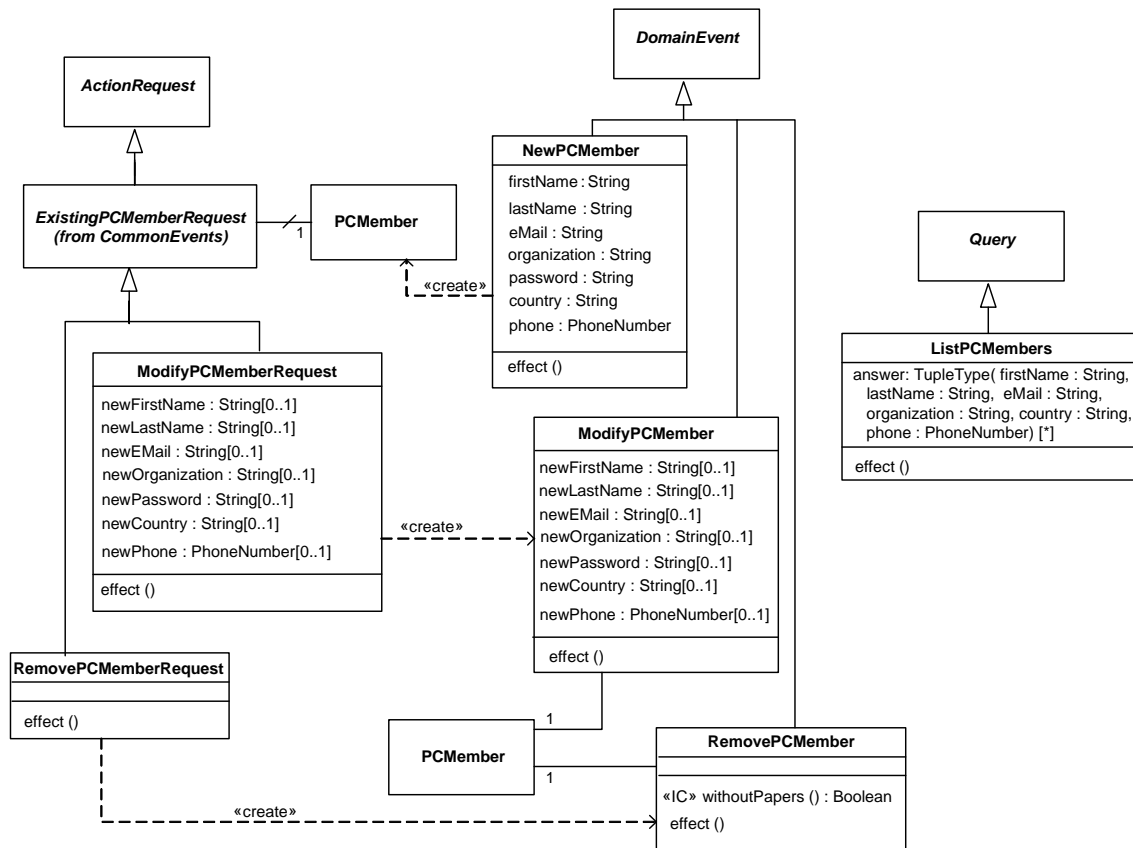 DomainEvent
ActionRequest
NewPCMember
firstName : String
lastName : String
eMail : String
organization : String
password : String
country : String
phone : PhoneNumber
effect ()
ExistingPCMemberRequest
(from CommonEvents)
1
PCMember
«create»
Query
ListPCMembers
answer: TupleType( firstName : String,
lastName : String, eMail : String,
organization : String, country : String,
phone : PhoneNumber) [*]
effect ()
ModifyPCMemberRequest
newFirstName : String[0..1]
newLastName : String[0..1]
newEMail : String[0..1]
newOrganization : String[0..1]
newPassword : String[0..1]
newCountry : String[0..1]
newPhone : PhoneNumber[0..1]
effect ()
«create»
ModifyPCMember
newFirstName : String[0..1]
newLastName : String[0..1]
newEMail : String[0..1]
newOrganization : String[0..1]
newPassword : String[0..1]
newCountry : String[0..1]
newPhone : PhoneNumber[0..1]
effect ()
RemovePCMemberRequest
effect ()
1
PCMember
1
RemovePCMember
«IC» withoutPapers () : Boolean
effect ()
«create»